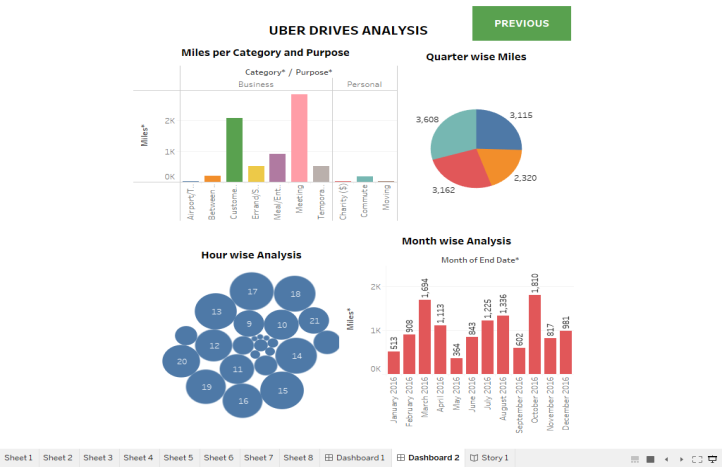 UBER DRIVES ANALYSIS
PREVIOUS
Miles per Category and Purpose
Category* / Purpose*
Business
Personal
Miles*
2K
1K
0K
Airport/T..
Between ..
Custome..
Errand/S..
Meal/Ent..
Meeting
Tempora..
Charity ($)
Commute
Moving
Quarter wise Miles
3,608
3,115
2,320
3,162
Hour wise Analysis
17
18
13
9
10
21
12
14
20
11
19
15
16
Month wise Analysis
Month of End Date*
Miles*
2K
1K
0K
513
908
1,694
1,113
364
843
1,225
1,336
602
1,810
817
981
January 2016
February 2016
March 2016
April 2016
May 2016
June 2016
July 2016
August 2016
September 2016
October 2016
November 2016
December 2016
Sheet 1 Sheet 2 Sheet 3 Sheet 4 Sheet 5 Sheet 6 Sheet 7 Sheet 8 Dashboard 1 Dashboard 2 Story 1